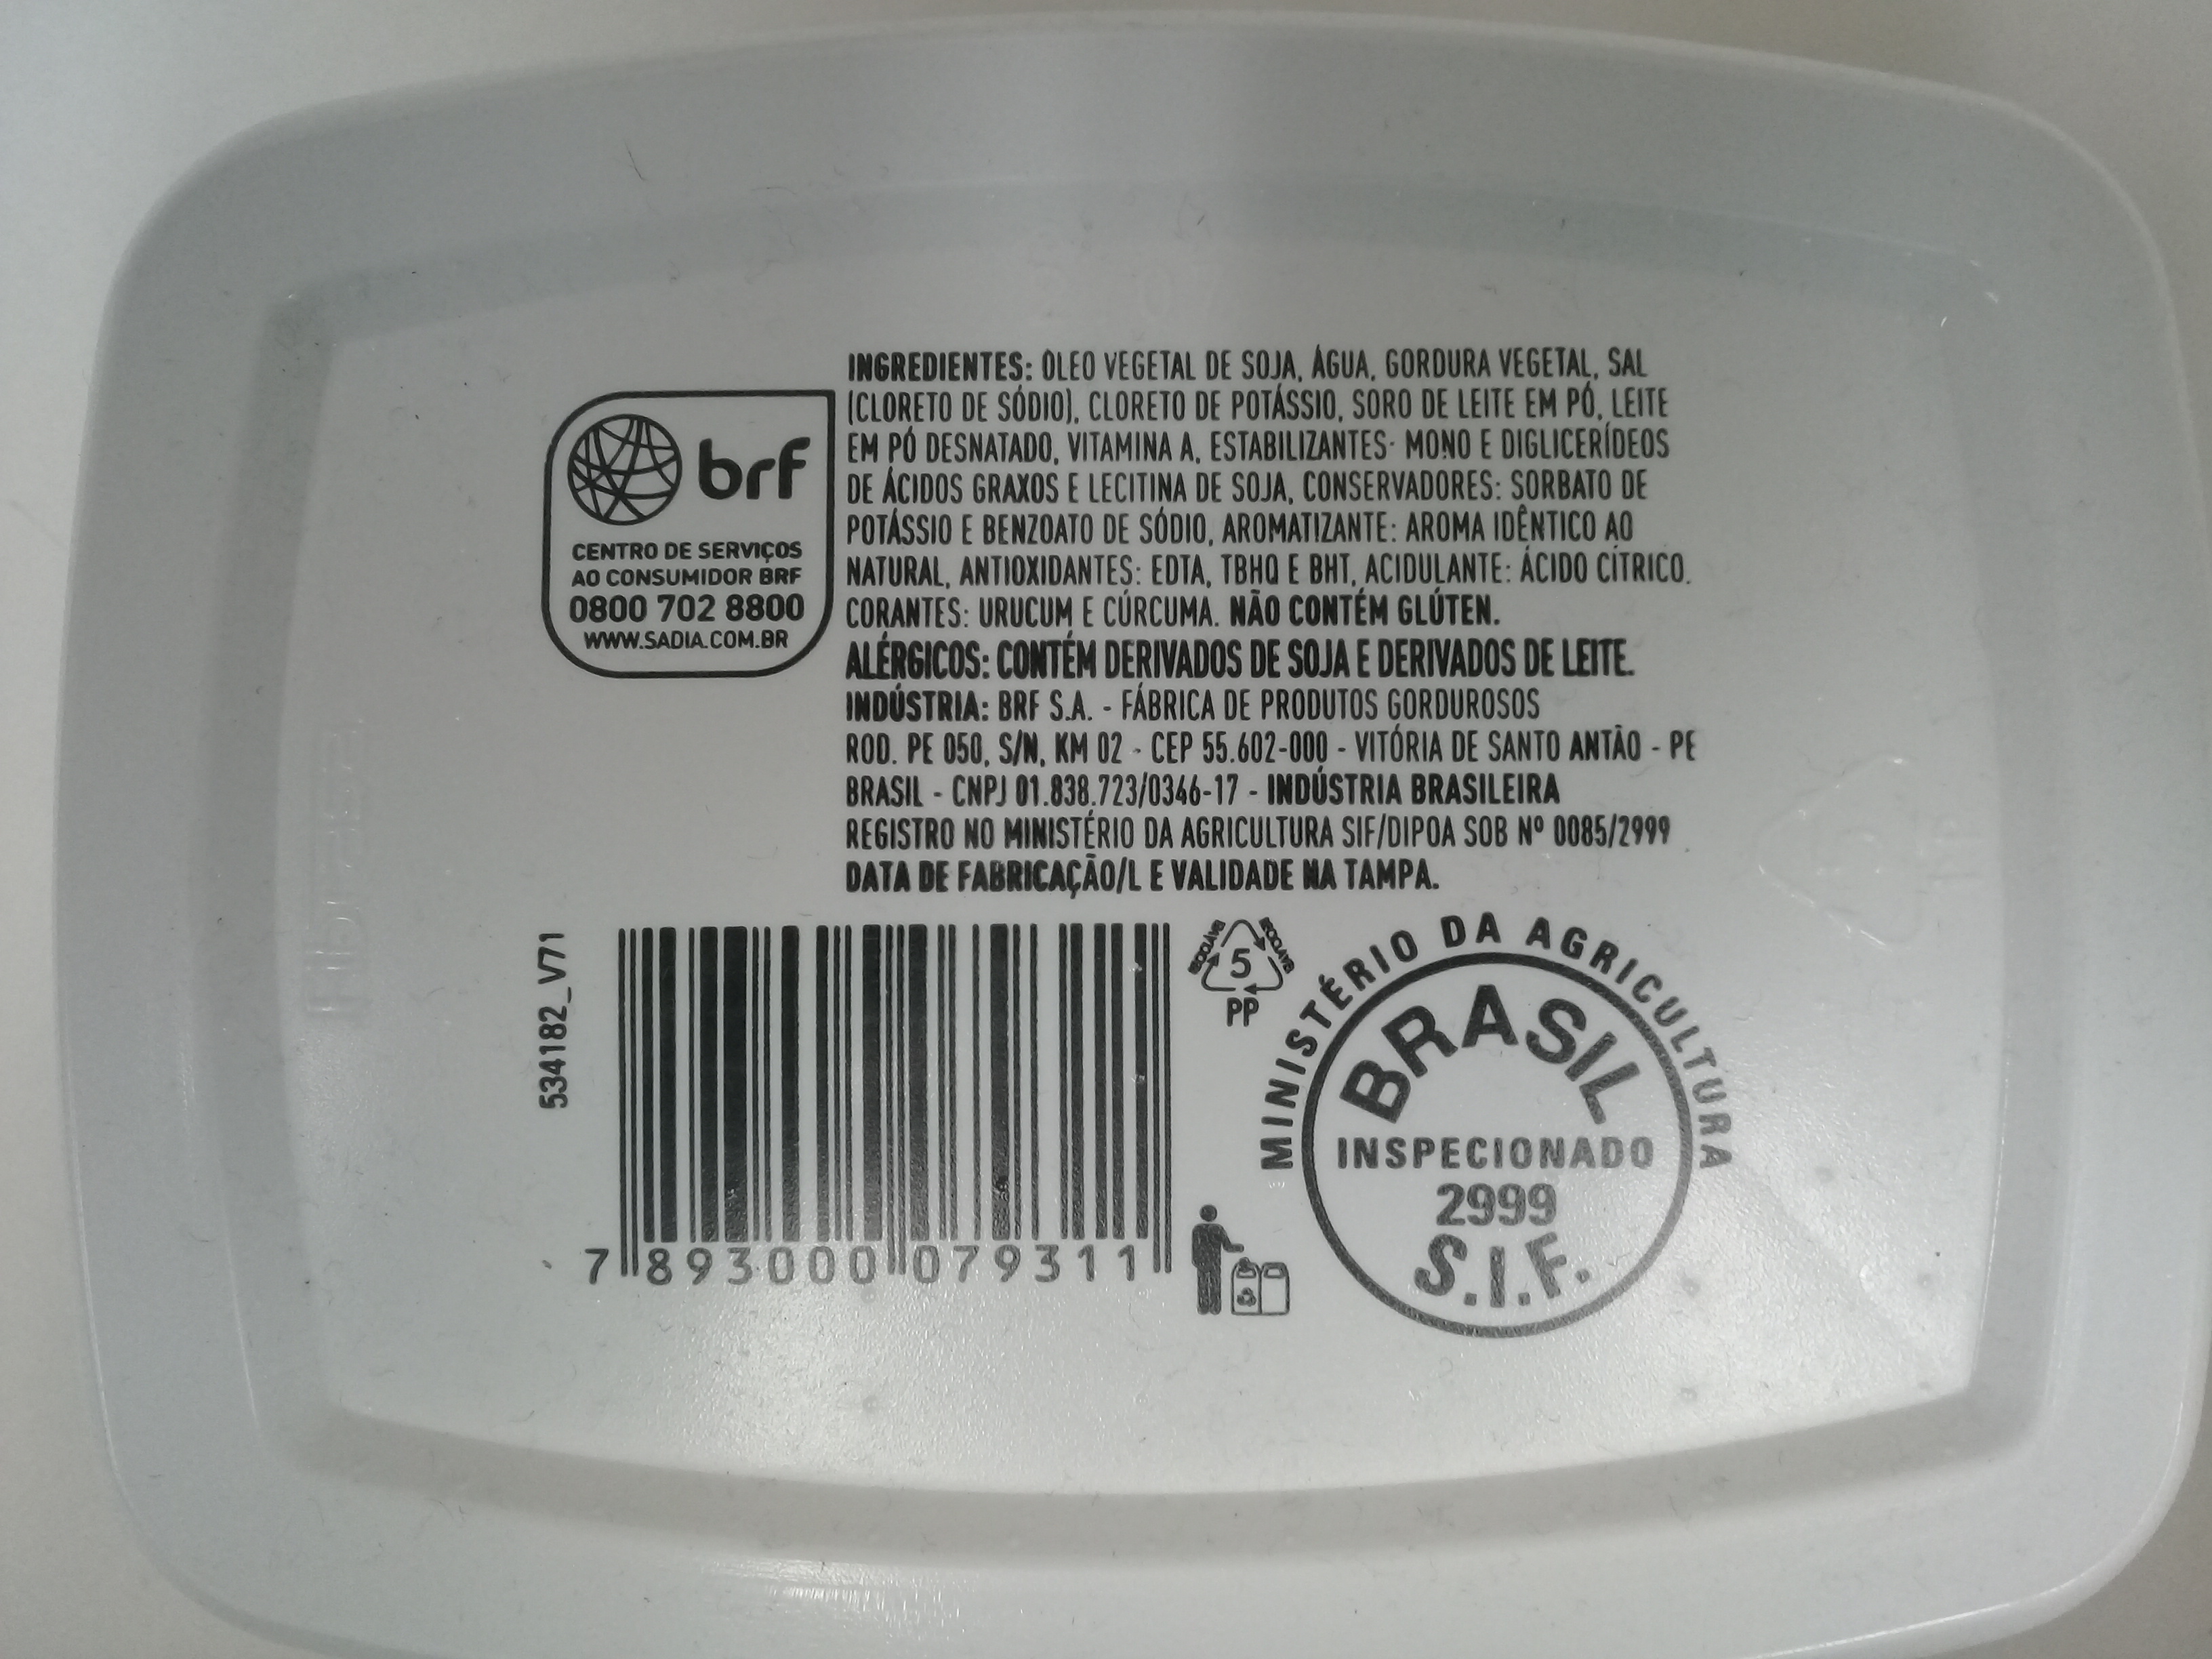 INGREDIENTES: ÓLEO VEGETAL DE SOJA, ÁGUA, GORDURA VEGETAL, SAL
(CLORETO DE SÓDIO), CLORETO DE POTÁSSIO, SORO DE LEITE EM PÓ, LEITE
EM PÓ DESNATADO, VITAMINA A, ESTABILIZANTES: MONO E DIGLICERÍDEOS
DE ÁCIDOS GRAXOS E LECITINA DE SOJA, CONSERVADORES: SORBATO DE
POTÁSSIO E BENZOATO DE SÓDIO, AROMATIZANTE: AROMA IDÊNTICO AO
NATURAL, ANTIOXIDANTES: EDTA, TBHQ E BHT, ACIDULANTE: ÁCIDO CÍTRICO.
CORANTES: URUCUM E CÚRCUMA. NÃO CONTÉM GLÚTEN.
ALÉRGICOS: CONTÉM DERIVADOS DE SOJA E DERIVADOS DE LEITE.
INDÚSTRIA: BRF S.A. - FÁBRICA DE PRODUTOS GORDUROSOS
ROD. PE 050, S/N, KM 02 - CEP 55.602-000 - VITÓRIA DE SANTO ANTÃO - PE
BRASIL - CNPJ 01.838.723/0346-17 - INDÚSTRIA BRASILEIRA
REGISTRO NO MINISTÉRIO DA AGRICULTURA SIF/DIPOA SOB Nº 0085/2999
DATA DE FABRICAÇÃO/L E VALIDADE NA TAMPA.
brf
CENTRO DE SERVIÇOS
AO CONSUMIDOR BRF
0800 702 8800
WWW.SADIA.COM.BR
534182_V71
7 893000 079311
RECICLÁVEL
RECICLÁVEL
5
PP
MINISTÉRIO DA AGRICULTURA
BRASIL
INSPECIONADO
2999
S.I.F.